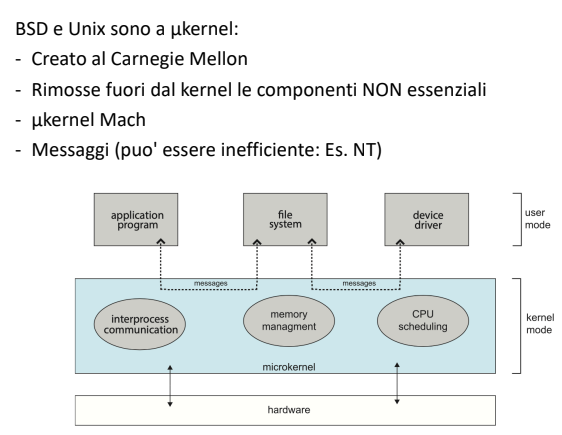 BSD e Unix sono a µkernel:
- Creato al Carnegie Mellon
- Rimosse fuori dal kernel le componenti NON essenziali
- µkernel Mach
- Messaggi (puo' essere inefficiente: Es. NT)
application
program
file
system
device
driver
user
mode
messages
messages
interprocess
communication
memory
managment
CPU
scheduling
kernel
mode
microkernel
hardware